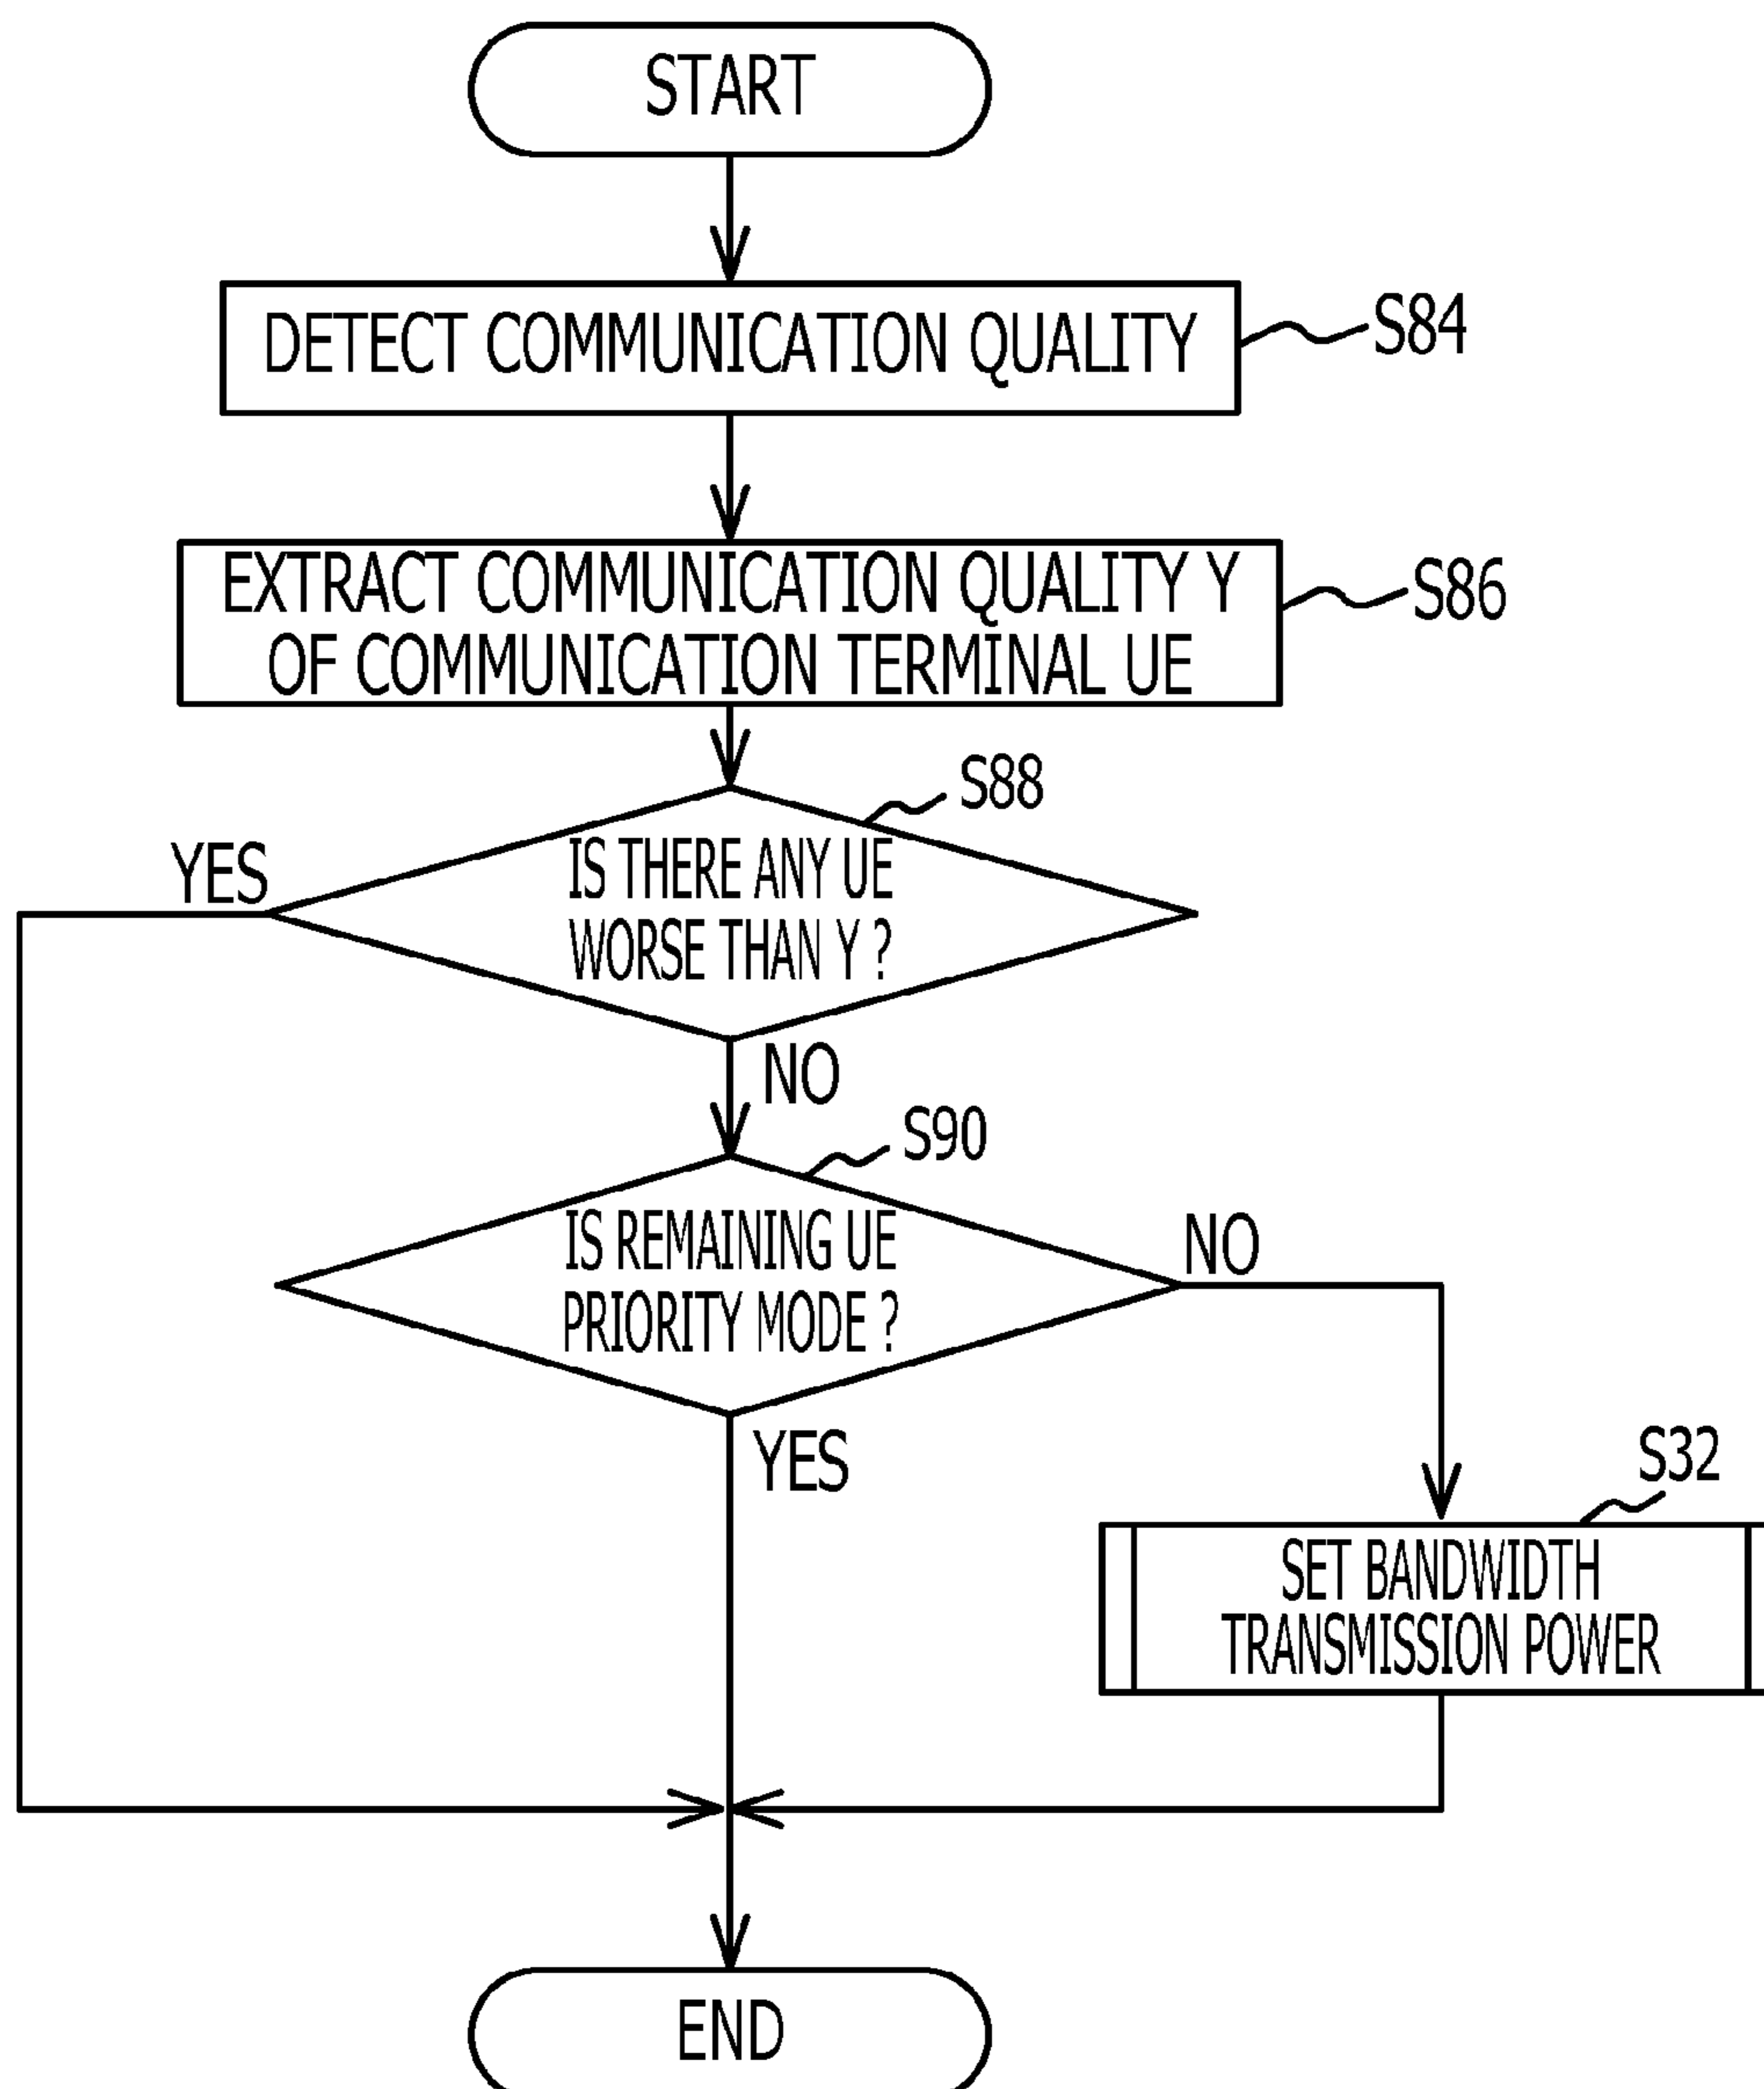 START
DETECT COMMUNICATION QUALITY
S84
EXTRACT COMMUNICATION QUALITY Y
OF COMMUNICATION TERMINAL UE
S86
S88
YES
IS THERE ANY UE
WORSE THAN Y ?
NO
S90
IS REMAINING UE
PRIORITY MODE ?
NO
YES
S32
SET BANDWIDTH
TRANSMISSION POWER
END